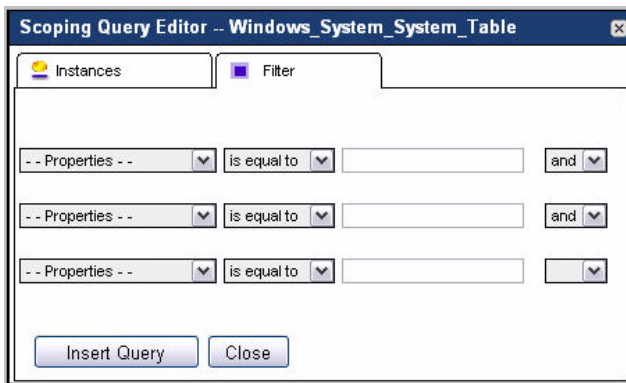 Scoping Query Editor -- Windows_System_System_Table
Instances Filter
- - Properties - - is equal to and
- - Properties - - is equal to and
- - Properties - - is equal to
Insert Query Close